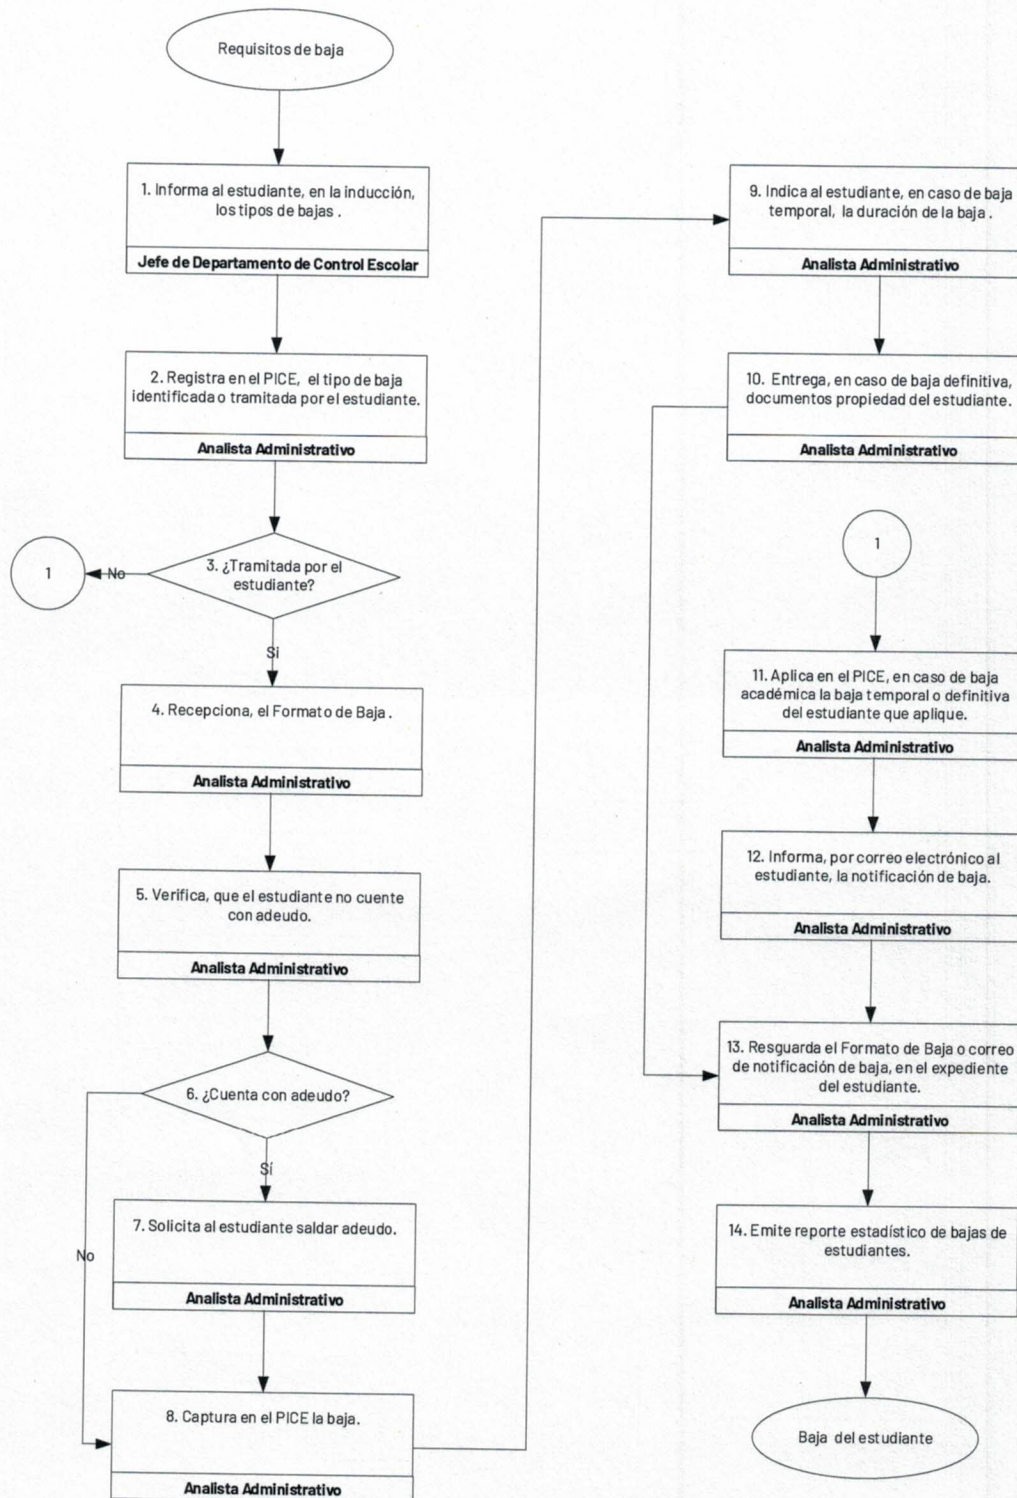 Requisitos de baja
1. Informa al estudiante, en la inducción,
los tipos de bajas .
Jefe de Departamento de Control Escolar
2. Registra en el PICE, el tipo de baja
identificada o tramitada por el estudiante.
Analista Administrativo
3. ¿Tramitada por el
estudiante?
No
1
Si
4. Recepciona, el Formato de Baja .
Analista Administrativo
5. Verifica, que el estudiante no cuente
con adeudo.
Analista Administrativo
6. ¿Cuenta con adeudo?
Sí
No
7. Solicita al estudiante saldar adeudo.
Analista Administrativo
8. Captura en el PICE la baja.
Analista Administrativo
9. Indica al estudiante, en caso de baja
temporal, la duración de la baja .
Analista Administrativo
10. Entrega, en caso de baja definitiva,
documentos propiedad del estudiante.
Analista Administrativo
1
11. Aplica en el PICE, en caso de baja
académica la baja temporal o definitiva
del estudiante que aplique.
Analista Administrativo
12. Informa, por correo electrónico al
estudiante, la notificación de baja.
Analista Administrativo
13. Resguarda el Formato de Baja o correo
de notificación de baja, en el expediente
del estudiante.
Analista Administrativo
14. Emite reporte estadístico de bajas de
estudiantes.
Analista Administrativo
Baja del estudiante